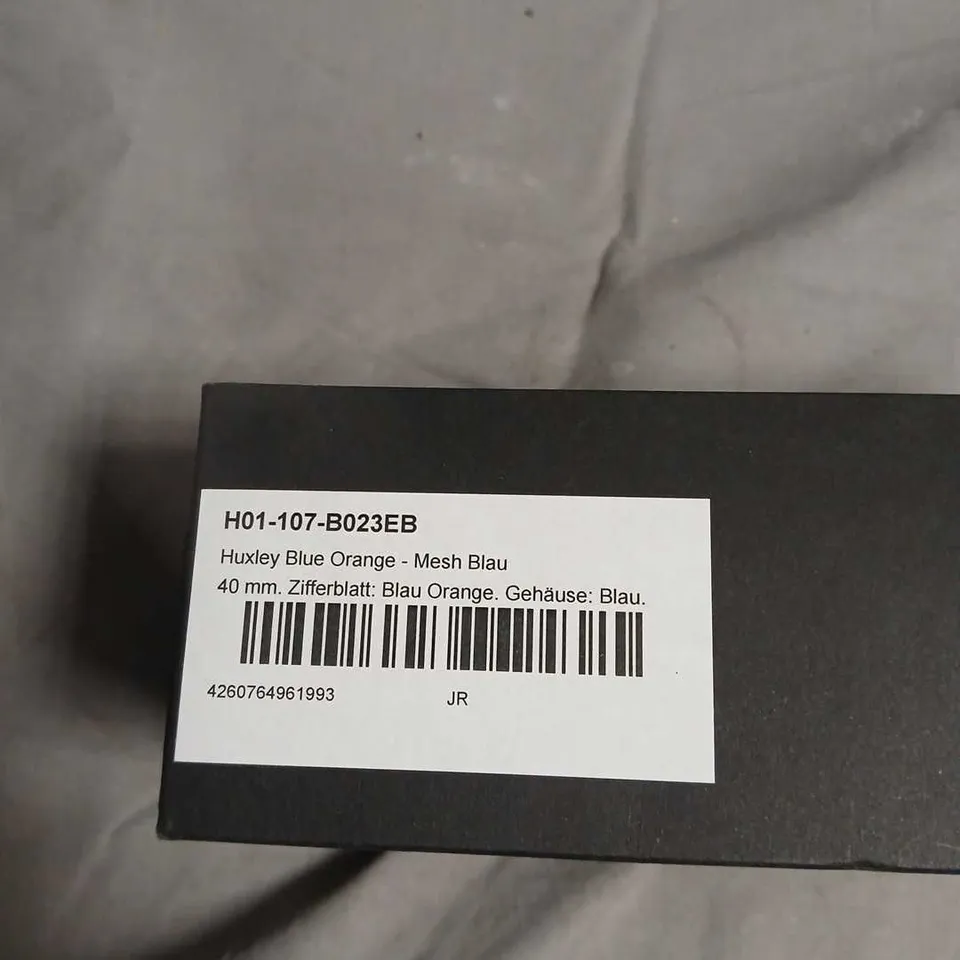 H01-107-B023EB
Huxley Blue Orange - Mesh Blau
40 mm. Zifferblatt: Blau Orange. Gehäuse: Blau.
4260764961993 JR